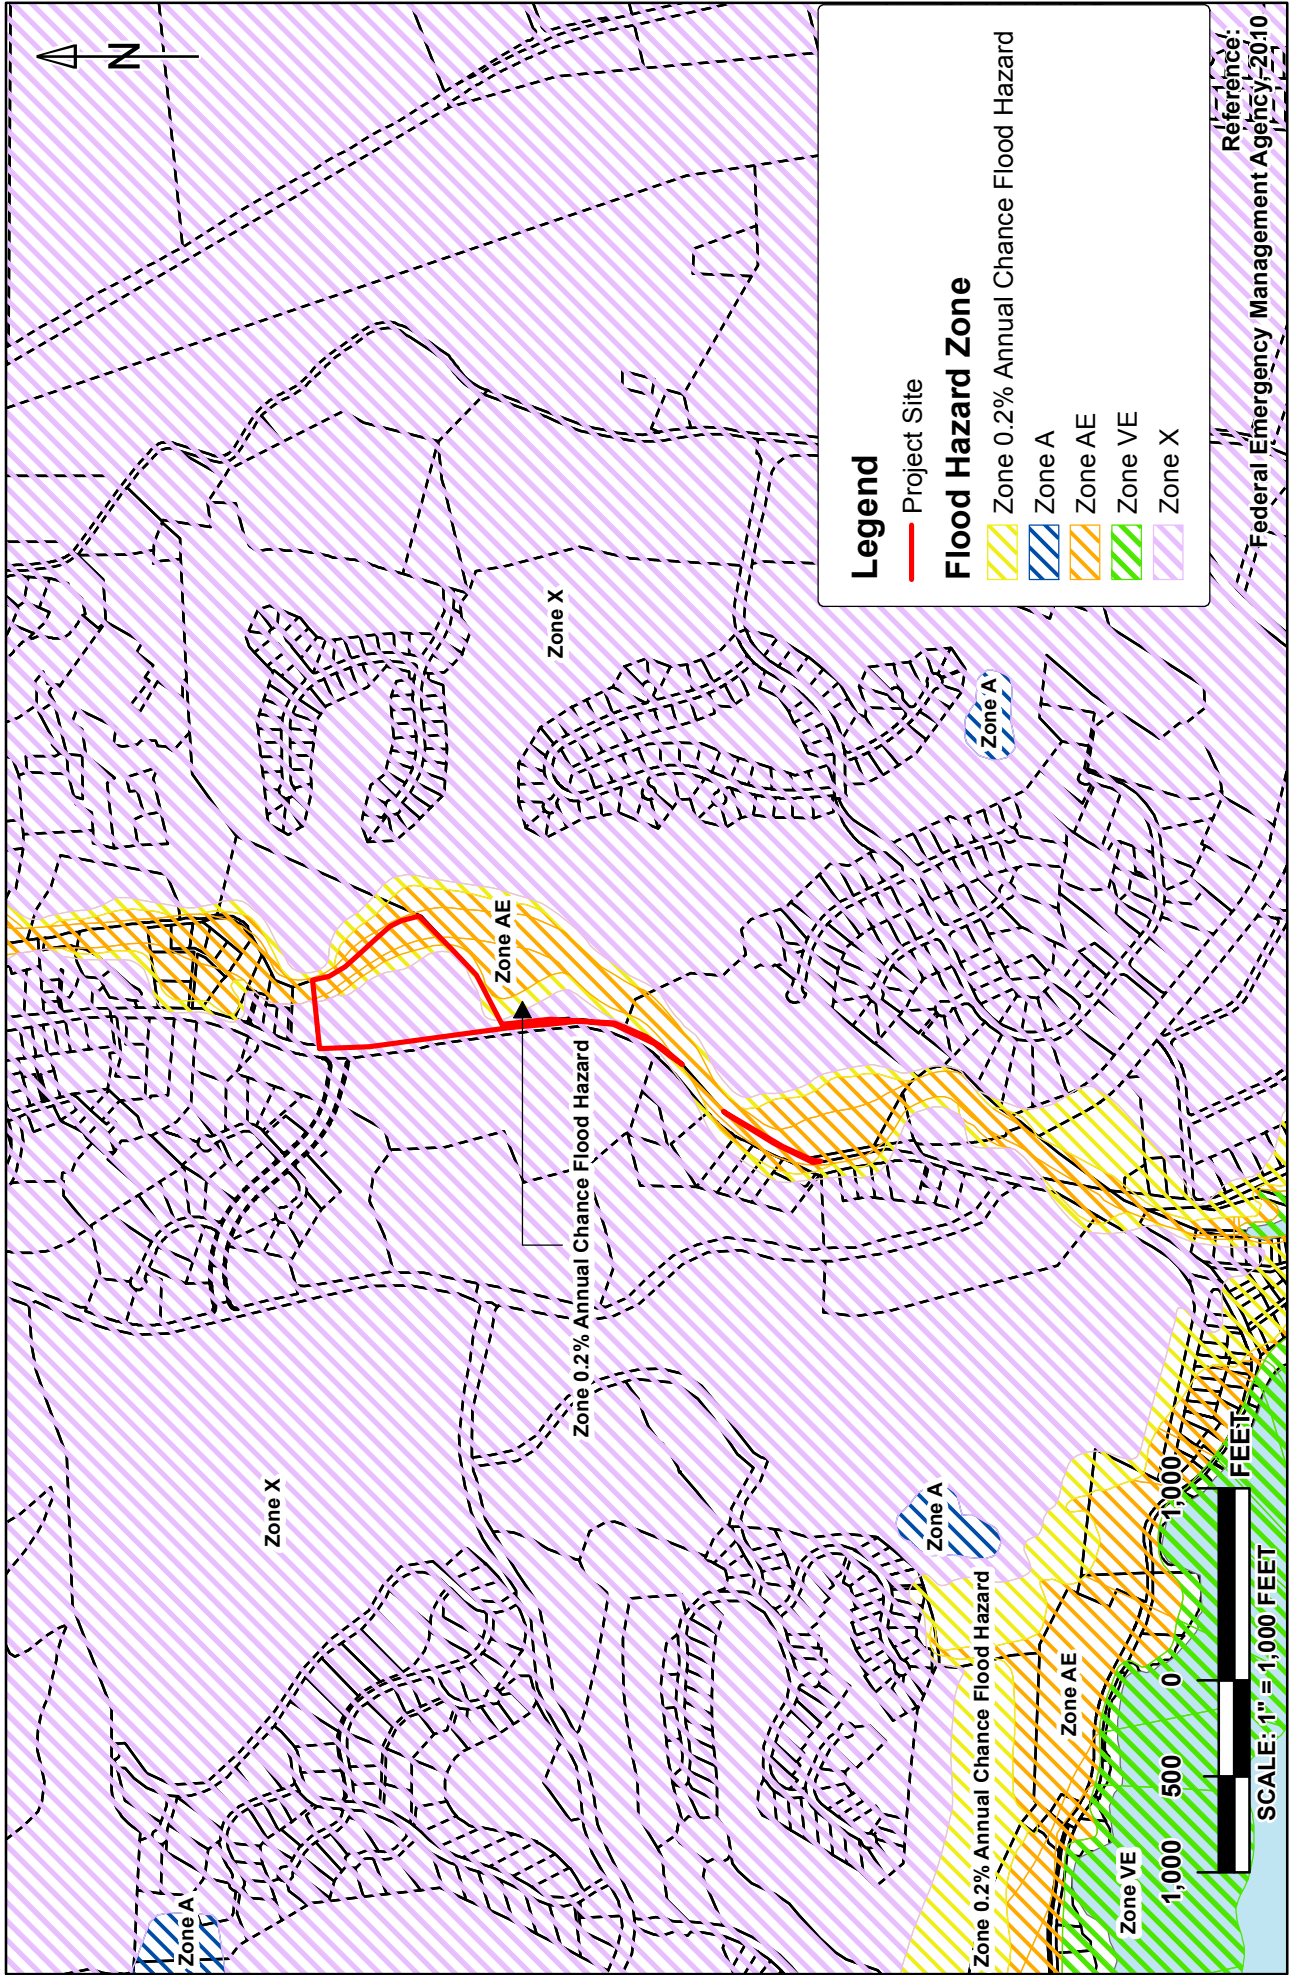 N
Zone A
Zone X
Zone 0.2% Annual Chance Flood Hazard
Zone AE
Zone X
Zone A
Zone A
Zone 0.2% Annual Chance Flood Hazard
Zone AE
Zone VE
Legend
Project Site
Flood Hazard Zone
Zone 0.2% Annual Chance Flood Hazard
Zone A
Zone AE
Zone VE
Zone X
1,000 500 0 1,000
FEET
SCALE: 1" = 1,000 FEET
Reference:
Federal Emergency Management Agency, 2010